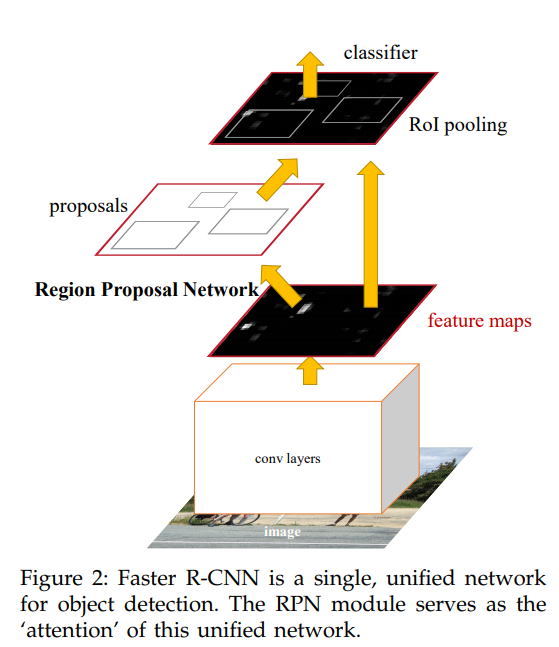 classifier
RoI pooling
proposals
Region Proposal Network
feature maps
conv layers
image
Figure 2: Faster R-CNN is a single, unified network
for object detection. The RPN module serves as the
‘attention’ of this unified network.